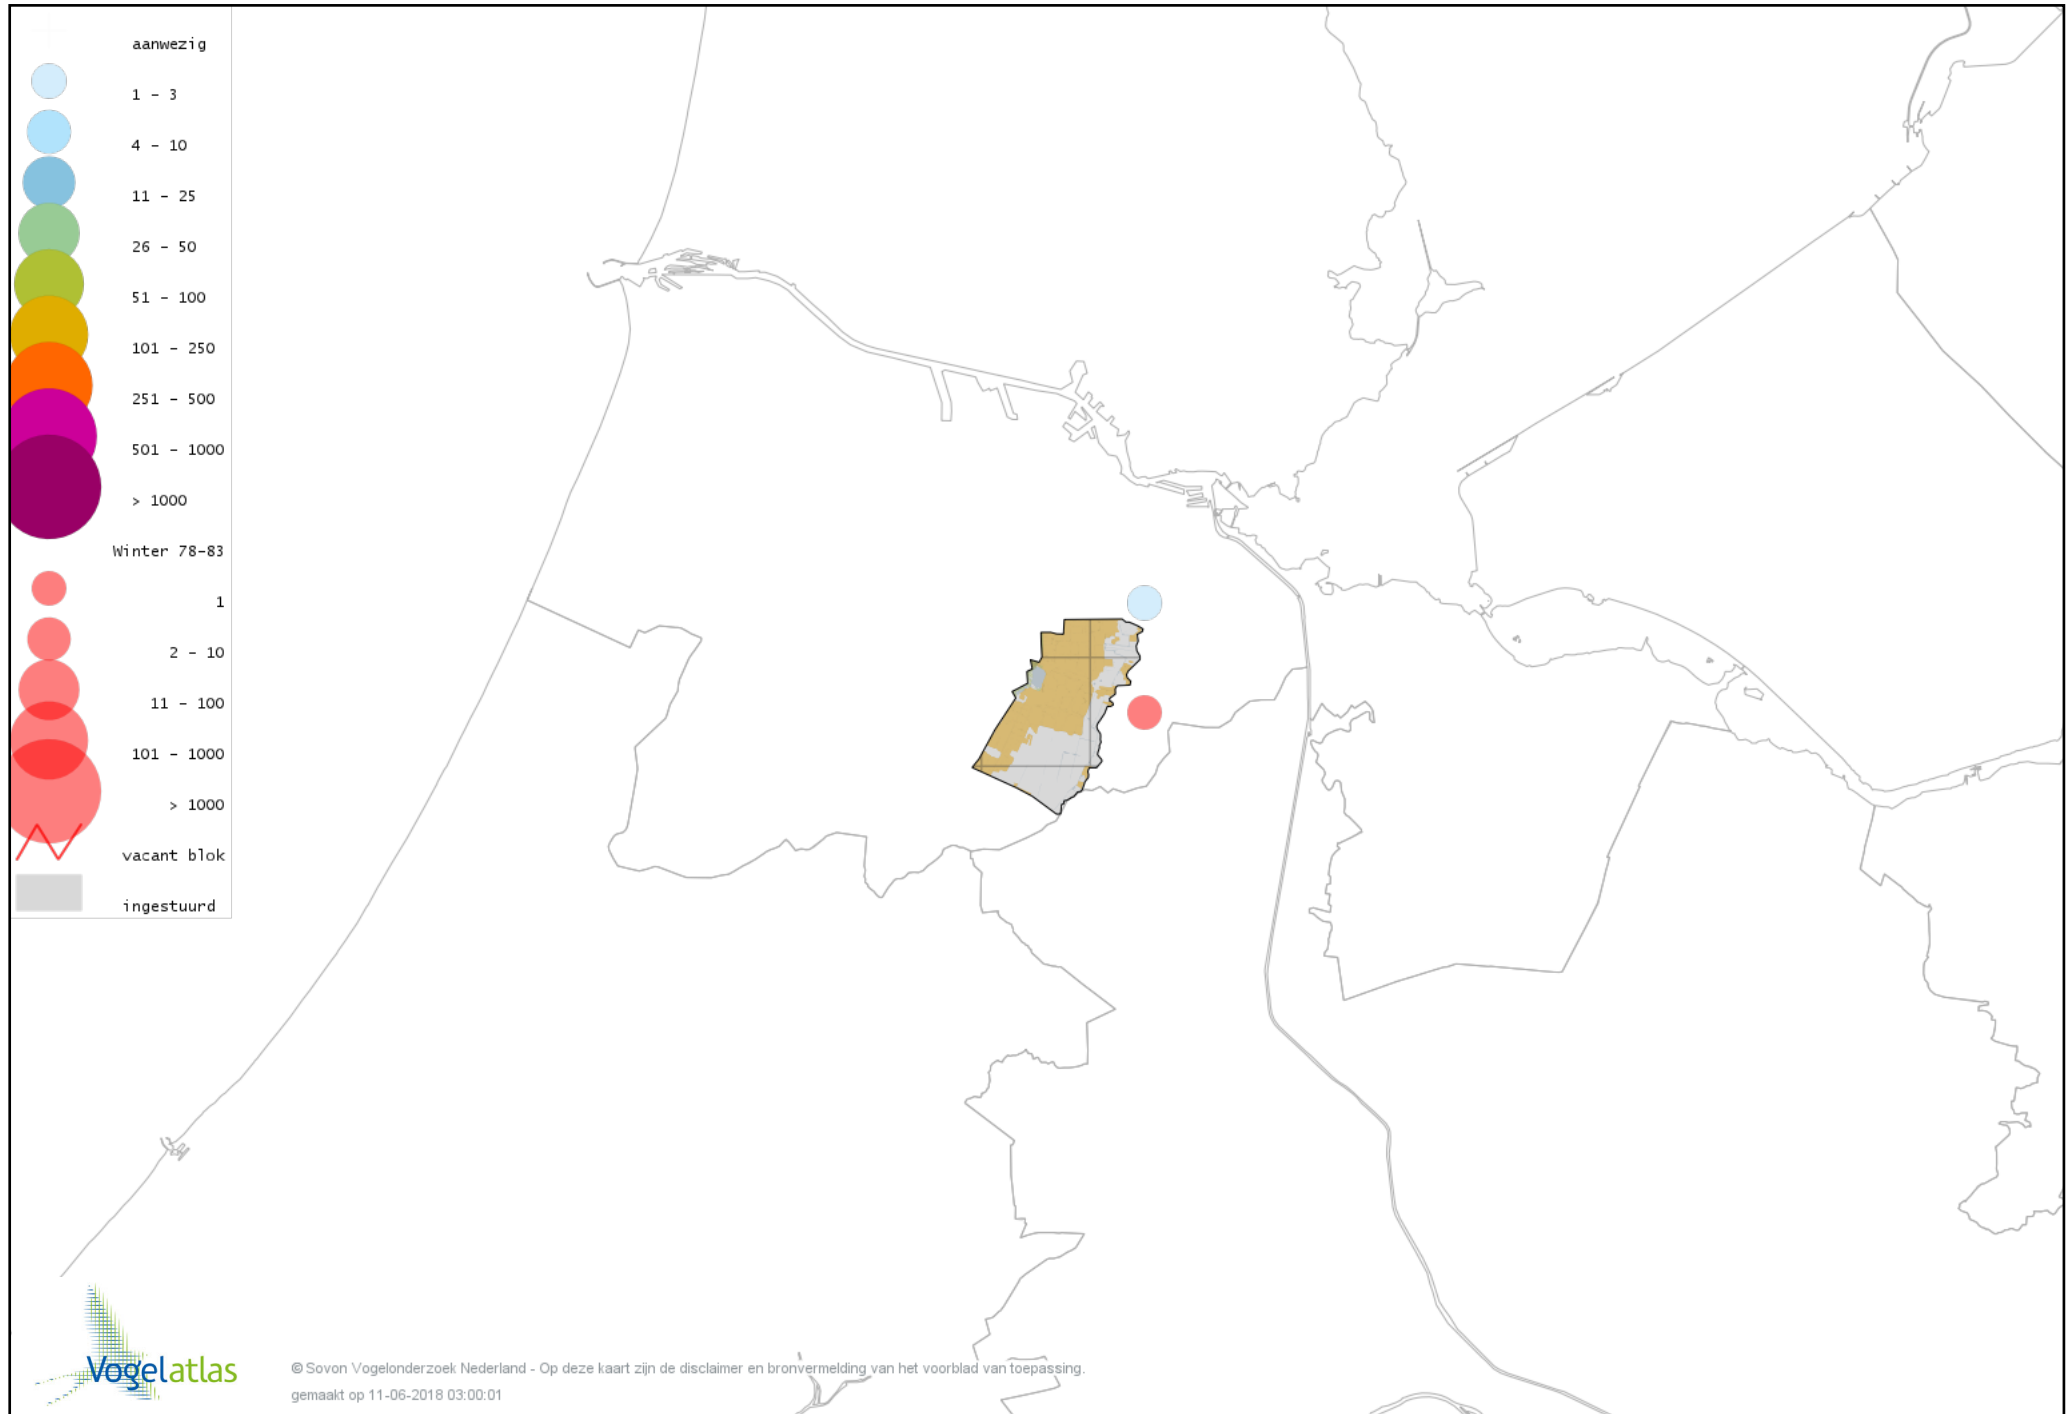 aanwezig
1 - 3
4 - 10
11 - 25
26 - 50
51 - 100
101 - 250
251 - 500
501 - 1000
> 1000
Winter 78-83
1
2 - 10
11 - 100
101 - 1000
> 1000
vacant blok
ingestuurd
Vogelatlas
© Sovon Vogelonderzoek Nederland - Op deze kaart zijn de disclaimer en bronvermelding van het voorblad van toepassing.
gemaakt op 11-06-2018 03:00:01